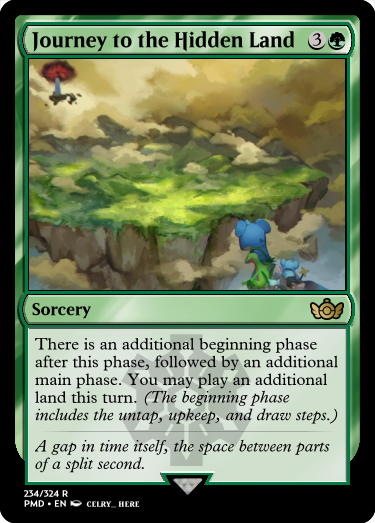 Journey to the Hidden Land 3
Sorcery
There is an additional beginning phase
after this phase, followed by an additional
main phase. You may play an additional
land this turn. (The beginning phase
includes the untap, upkeep, and draw steps.)
A gap in time itself, the space between parts
of a split second.
234/324 R
PMD • EN CELRY_ HERE